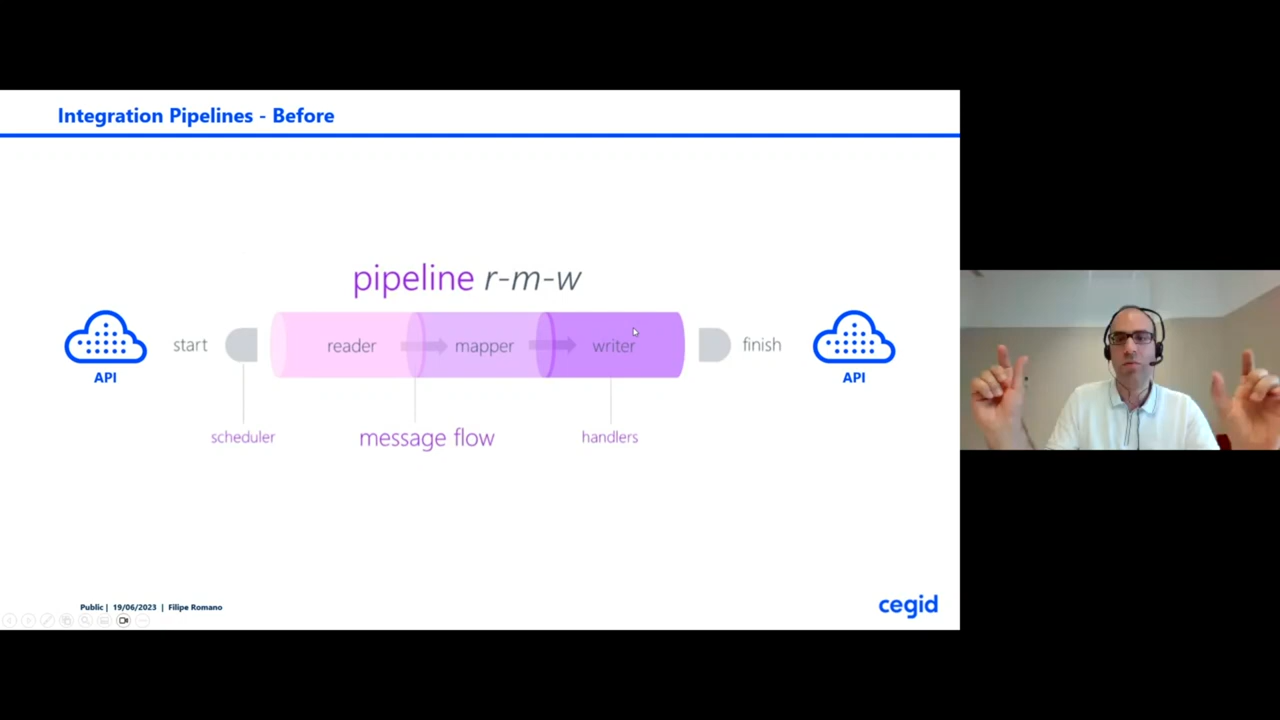 Integration Pipelines - Before
pipeline r-m-w
API
start
reader
mapper
writer
finish
API
scheduler
message flow
handlers
Public | 19/06/2023 | Filipe Romano
cegid